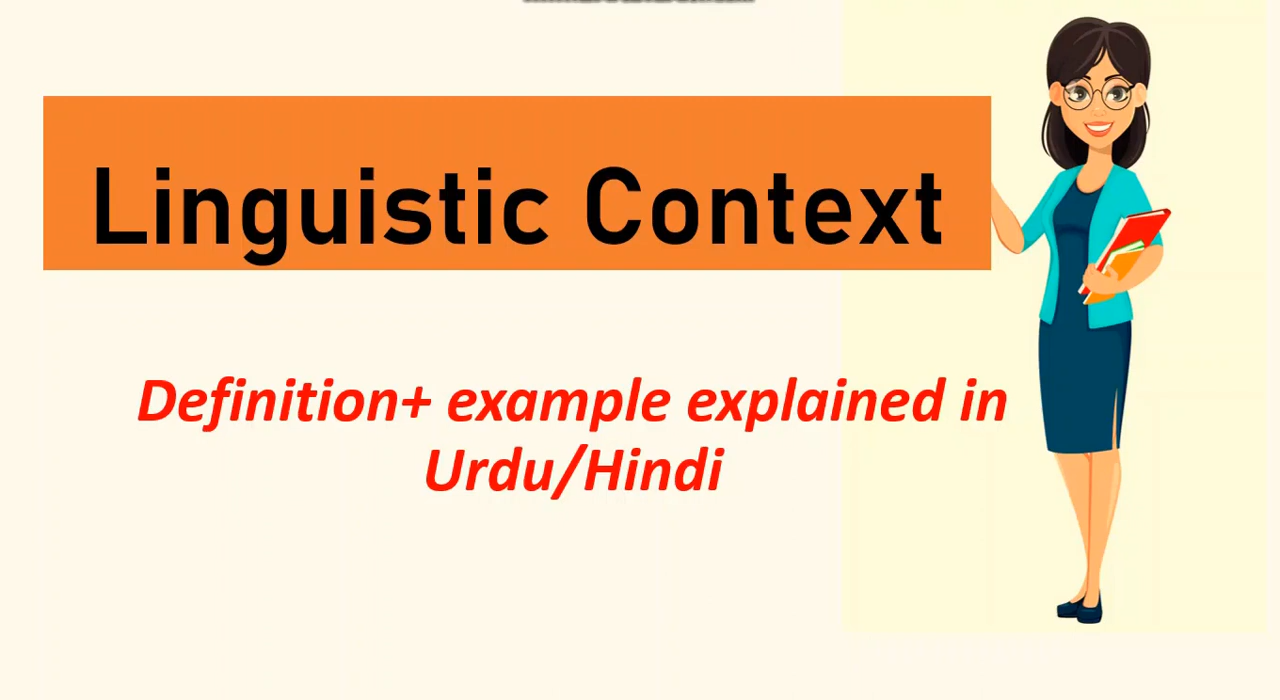 Linguistic Context
Definition+ example explained in
Urdu/Hindi